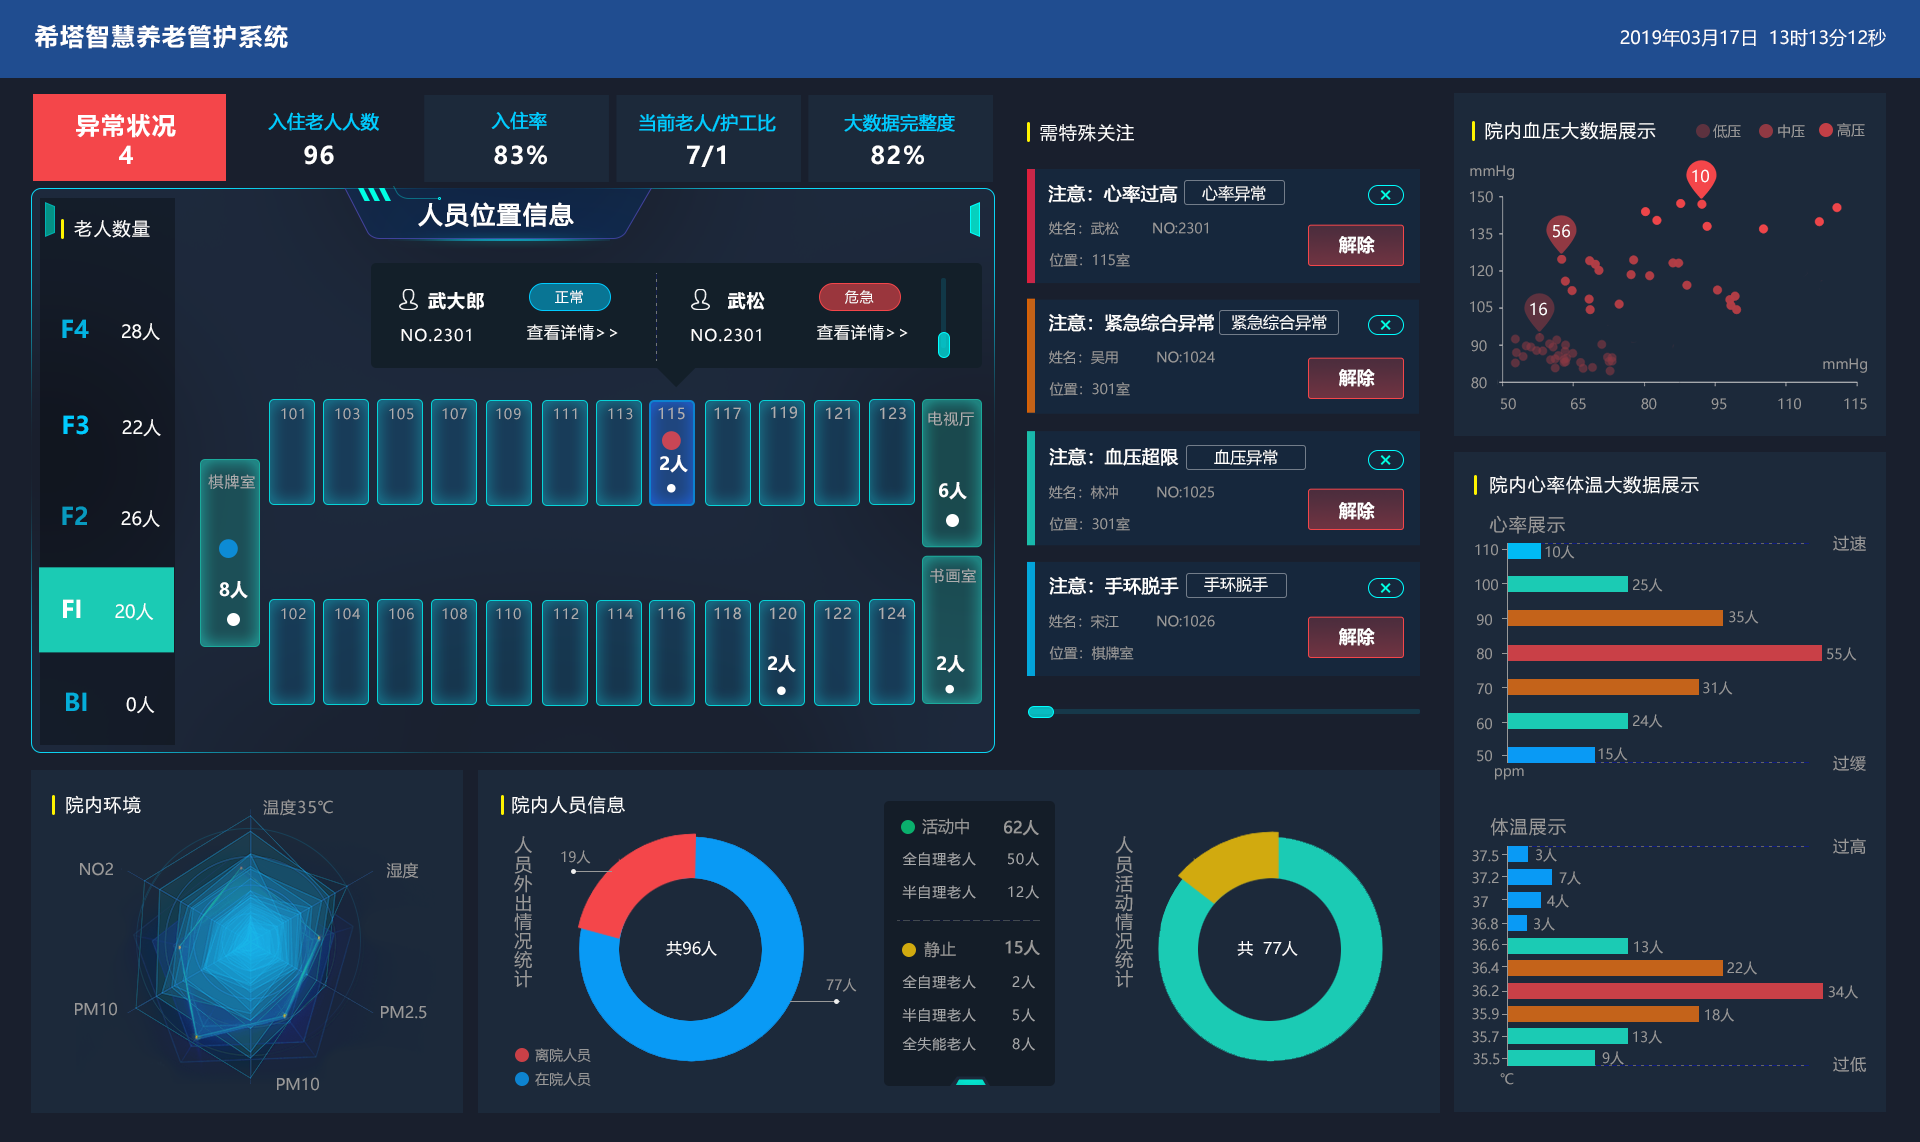 希塔智慧养老管护系统
2019年03月17日 13时13分12秒
异常状况
4
入住老人人数
96
入住率
83%
当前老人/护工比
7/1
大数据完整度
82%
人员位置信息
老人数量
F4 28人
F3 22人
F2 26人
FI 20人
BI 0人
武大郎 正常
NO.2301 查看详情>>
武松 危急
NO.2301 查看详情>>
101 103 105 107 109 111 113 115 117 119 121 123
2人
电视厅
6人
棋牌室
8人
102 104 106 108 110 112 114 116 118 120 122 124
2人
书画室
2人
需特殊关注
注意：心率过高 心率异常
姓名：武松 NO:2301
位置：115室
解除
注意：紧急综合异常 紧急综合异常
姓名：吴用 NO:1024
位置：301室
解除
注意：血压超限 血压异常
姓名：林冲 NO:1025
位置：301室
解除
注意：手环脱手 手环脱手
姓名：宋江 NO:1026
位置：棋牌室
解除
院内血压大数据展示
低压 中压 高压
mmHg
150
135
120
105
90
80
10
56
16
mmHg
50 65 80 95 110 115
院内心率体温大数据展示
心率展示
过速
110 10人
100 25人
90 35人
80 55人
70 31人
60 24人
50 15人
ppm
过缓
体温展示
过高
37.5 3人
37.2 7人
37 4人
36.8 3人
36.6 13人
36.4 22人
36.2 34人
35.9 18人
35.7 13人
35.5 9人
℃
过低
院内环境
温度35℃
湿度
PM2.5
PM10
PM10
NO2
院内人员信息
人员外出情况统计
19人
共96人
77人
离院人员
在院人员
活动中 62人
全自理老人 50人
半自理老人 12人
静止 15人
全自理老人 2人
半自理老人 5人
全失能老人 8人
人员活动情况统计
共 77人